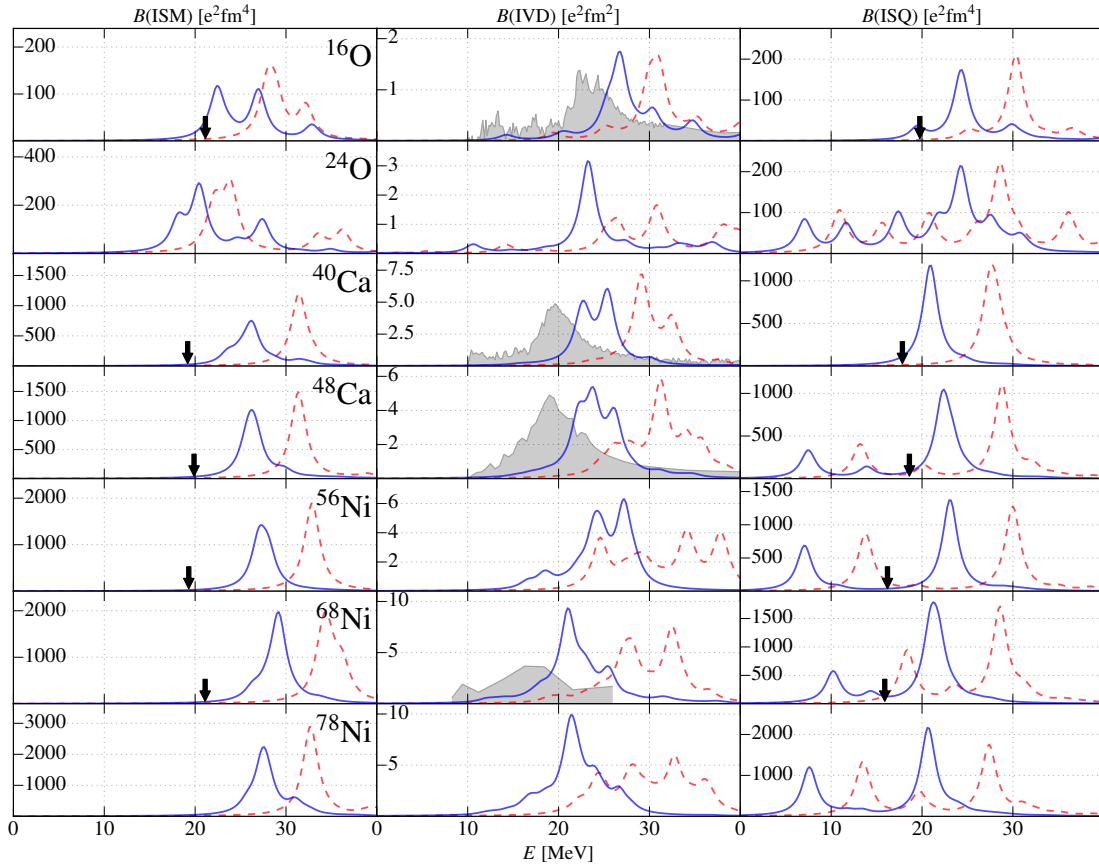 B(ISM) [e²fm⁴] B(IVD) [e²fm²] B(ISQ) [e²fm⁴]
200 100 ¹⁶O 2 1 200 100
400 200 ²⁴O 3 2 1 200 100
1500 1000 500 ⁴⁰Ca 7.5 5.0 2.5 1000 500
1500 1000 500 ⁴⁸Ca 6 4 2 1000 500
2000 1000 ⁵⁶Ni 6 4 2 1500 1000 500
2000 1000 ⁶⁸Ni 10 5 1500 1000 500
3000 2000 1000 ⁷⁸Ni 10 5 2000 1000
0 10 20 30 0 10 20 30 0 10 20 30
E [MeV]